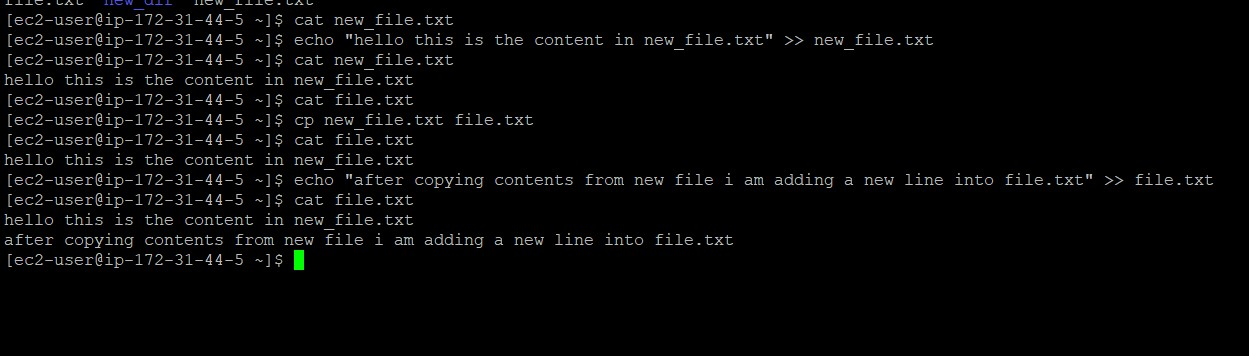 file.txt new_dir new_file.txt
[ec2-user@ip-172-31-44-5 ~]$ cat new_file.txt
[ec2-user@ip-172-31-44-5 ~]$ echo "hello this is the content in new_file.txt" >> new_file.txt
[ec2-user@ip-172-31-44-5 ~]$ cat new_file.txt
hello this is the content in new_file.txt
[ec2-user@ip-172-31-44-5 ~]$ cat file.txt
[ec2-user@ip-172-31-44-5 ~]$ cp new_file.txt file.txt
[ec2-user@ip-172-31-44-5 ~]$ cat file.txt
hello this is the content in new_file.txt
[ec2-user@ip-172-31-44-5 ~]$ echo "after copying contents from new file i am adding a new line into file.txt" >> file.txt
[ec2-user@ip-172-31-44-5 ~]$ cat file.txt
hello this is the content in new_file.txt
after copying contents from new file i am adding a new line into file.txt
[ec2-user@ip-172-31-44-5 ~]$